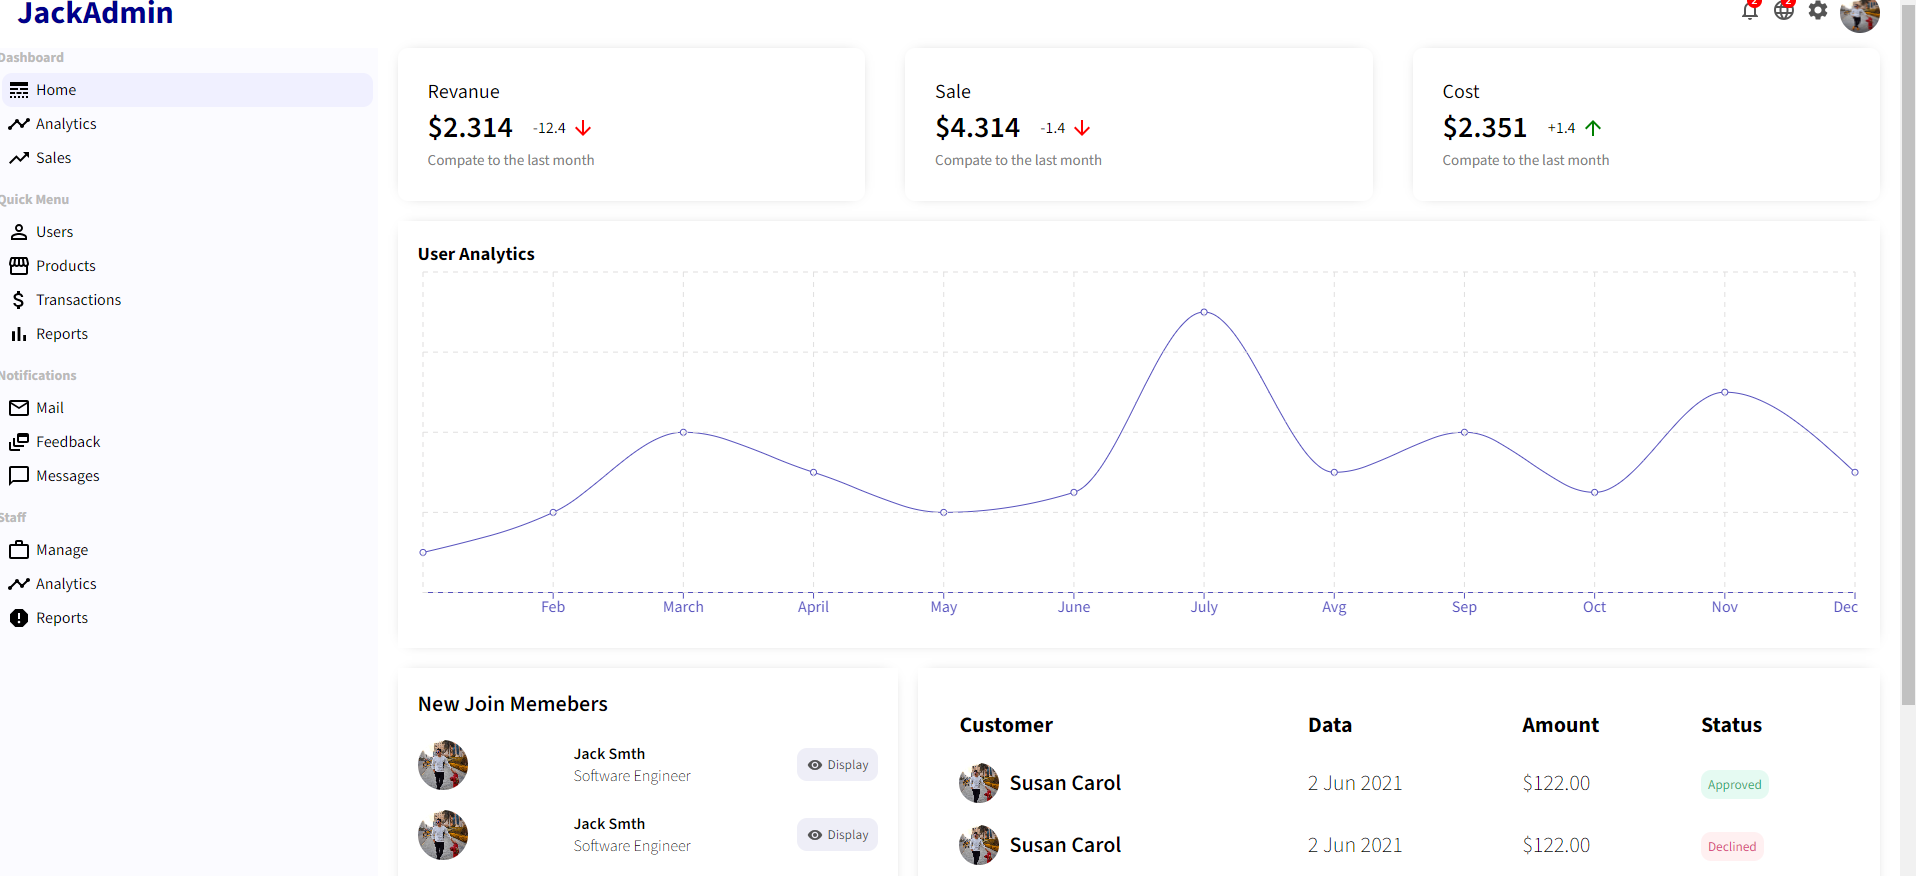 JackAdmin
2
2
Dashboard
Home
Analytics
Sales
Quick Menu
Users
Products
Transactions
Reports
Notifications
Mail
Feedback
Messages
Staff
Manage
Analytics
Reports
Revanue
$2.314 -12.4
Compate to the last month
Sale
$4.314 -1.4
Compate to the last month
Cost
$2.351 +1.4
Compate to the last month
User Analytics
Feb March April May June July Avg Sep Oct Nov Dec
New Join Memebers
Jack Smth
Software Engineer
Display
Jack Smth
Software Engineer
Display
Customer Data Amount Status
Susan Carol 2 Jun 2021 $122.00 Approved
Susan Carol 2 Jun 2021 $122.00 Declined